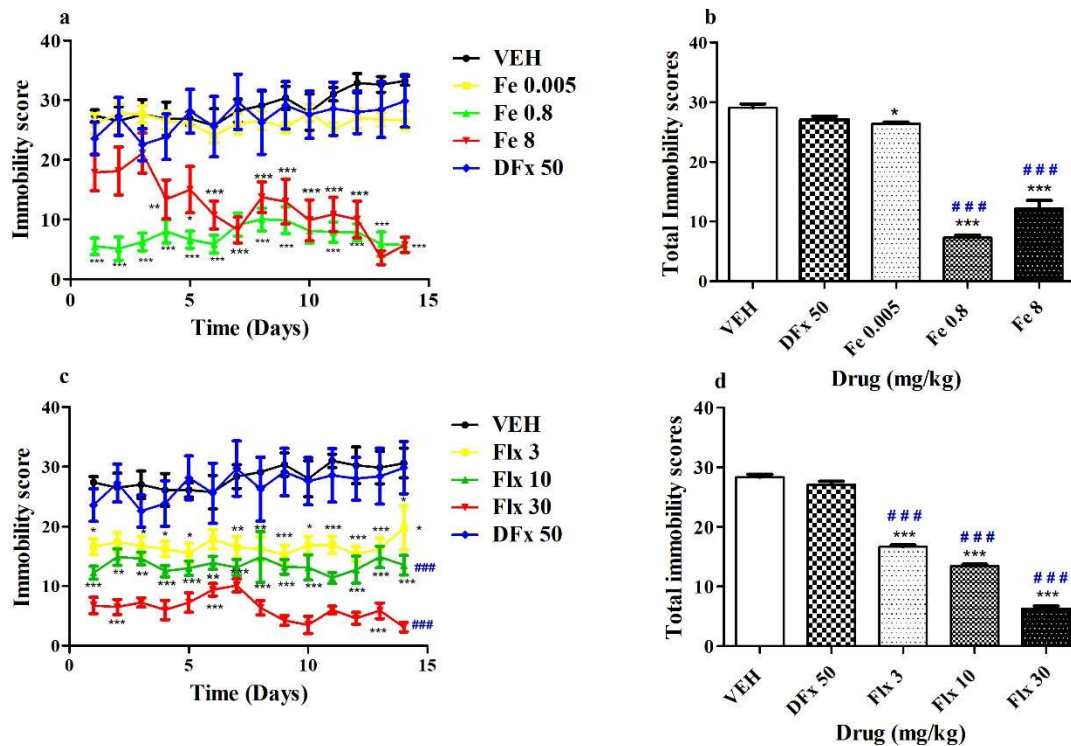 a
Immobility score
40
30
20
10
0
0 5 10 15
Time (Days)
VEH
Fe 0.005
Fe 0.8
Fe 8
DFx 50
*** *** *** *** *** ***
** * *** ***
*** *** *** *** *** *** *** *** *** *** *** *** ***
b
Total Immobility scores
40
30
20
10
0
*
# # #
***
# # #
***
VEH DFx 50 Fe 0.005 Fe 0.8 Fe 8
Drug (mg/kg)
c
Immobility score
40
30
20
10
0
0 5 10 15
Time (Days)
VEH
Flx 3
Flx 10
Flx 30
DFx 50
* * * * ** ** *** * *** *** *** * *
*** ** ** *** *** ** *** *** *** *** *** *** ***
###
*** *** ***
###
d
Total immobility scores
40
30
20
10
0
# # #
***
# # #
***
# # #
***
VEH DFx 50 Flx 3 Flx 10 Flx 30
Drug (mg/kg)